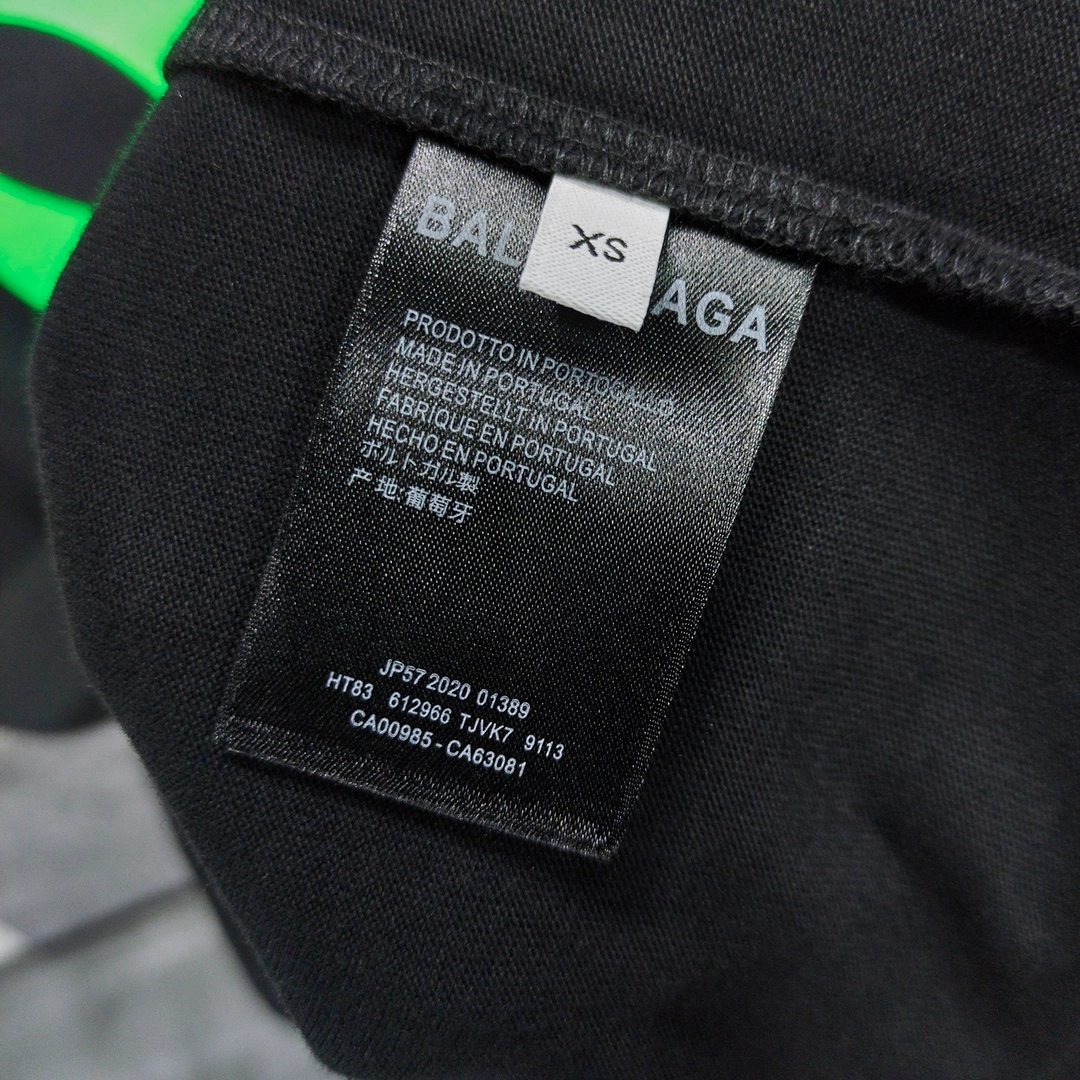 BAL AGA
XS
PRODOTTO IN PORTOGALLO
MADE IN PORTUGAL
HERGESTELLT IN PORTUGAL
FABRIQUE EN PORTUGAL
HECHO EN PORTUGAL
ポルトガル製
产地:葡萄牙
JP57 2020 01389
HT83 612966 TJVK7 9113
CA00985-CA63081